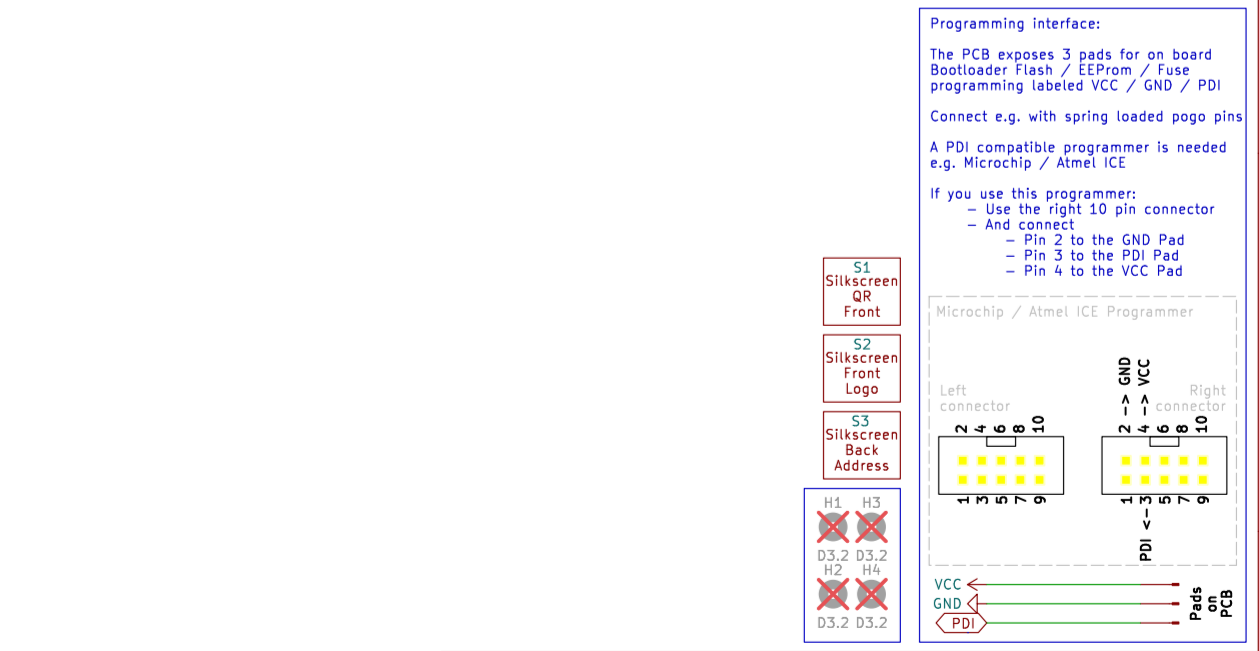 Programming interface:
The PCB exposes 3 pads for on board
Bootloader Flash / EEProm / Fuse
programming labeled VCC / GND / PDI
Connect e.g. with spring loaded pogo pins
A PDI compatible programmer is needed
e.g. Microchip / Atmel ICE
If you use this programmer:
– Use the right 10 pin connector
– And connect
– Pin 2 to the GND Pad
– Pin 3 to the PDI Pad
– Pin 4 to the VCC Pad
S1
Silkscreen
QR
Front
S2
Silkscreen
Front
Logo
S3
Silkscreen
Back
Address
H1 H3
D3.2 D3.2
H2 H4
D3.2 D3.2
Microchip / Atmel ICE Programmer
Left
connector
2 4 6 8 10
1 3 5 7 9
Right
connector
2 --> GND
4 --> VCC
6 8 10
1
PDI <-3
5 7 9
VCC
GND
PDI
Pads
on
PCB